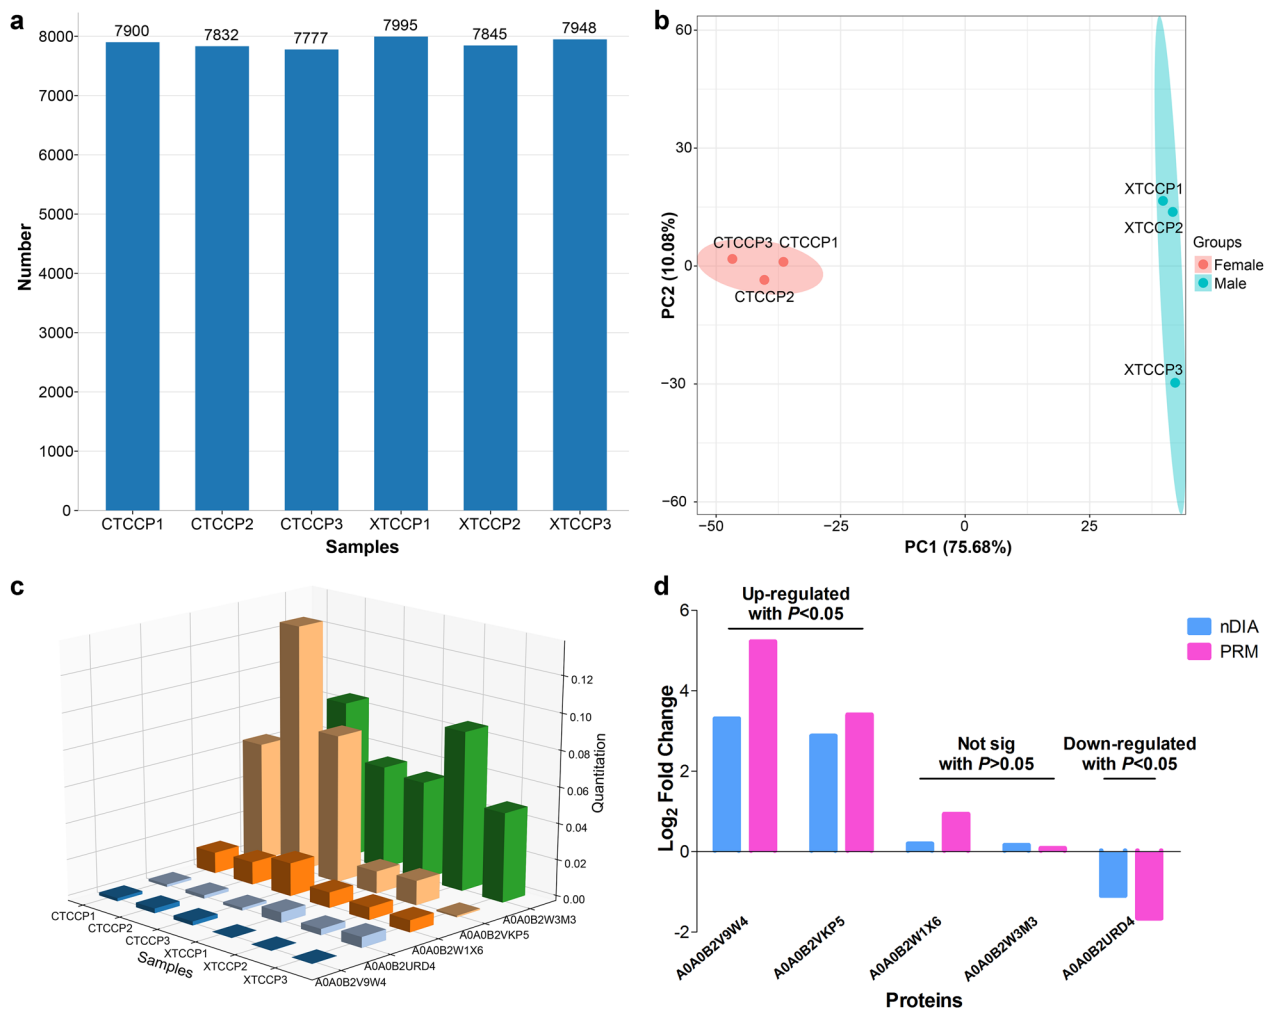 a
7900
7832
7777
7995
7845
7948
8000
7000
6000
5000
4000
3000
2000
1000
0
Number
CTCCP1
CTCCP2
CTCCP3
XTCCP1
XTCCP2
XTCCP3
Samples
b
60
30
0
−30
−60
PC2 (10.08%)
XTCCP1
XTCCP2
CTCCP3
CTCCP1
CTCCP2
XTCCP3
−50
−25
0
25
PC1 (75.68%)
Groups
Female
Male
c
0.12
0.10
0.08
0.06
0.04
0.02
0.00
Quantitation
CTCCP1
CTCCP2
CTCCP3
XTCCP1
XTCCP2
XTCCP3
Samples
A0A0B2W3M3
A0A0B2VKP5
A0A0B2W1X6
A0A0B2URD4
A0A0B2V9W4
d
Up-regulated
with P<0.05
Not sig
with P>0.05
Down-regulated
with P<0.05
nDIA
PRM
6
4
2
0
-2
Log2 Fold Change
A0A0B2V9W4
A0A0B2VKP5
A0A0B2W1X6
A0A0B2W3M3
A0A0B2URD4
Proteins